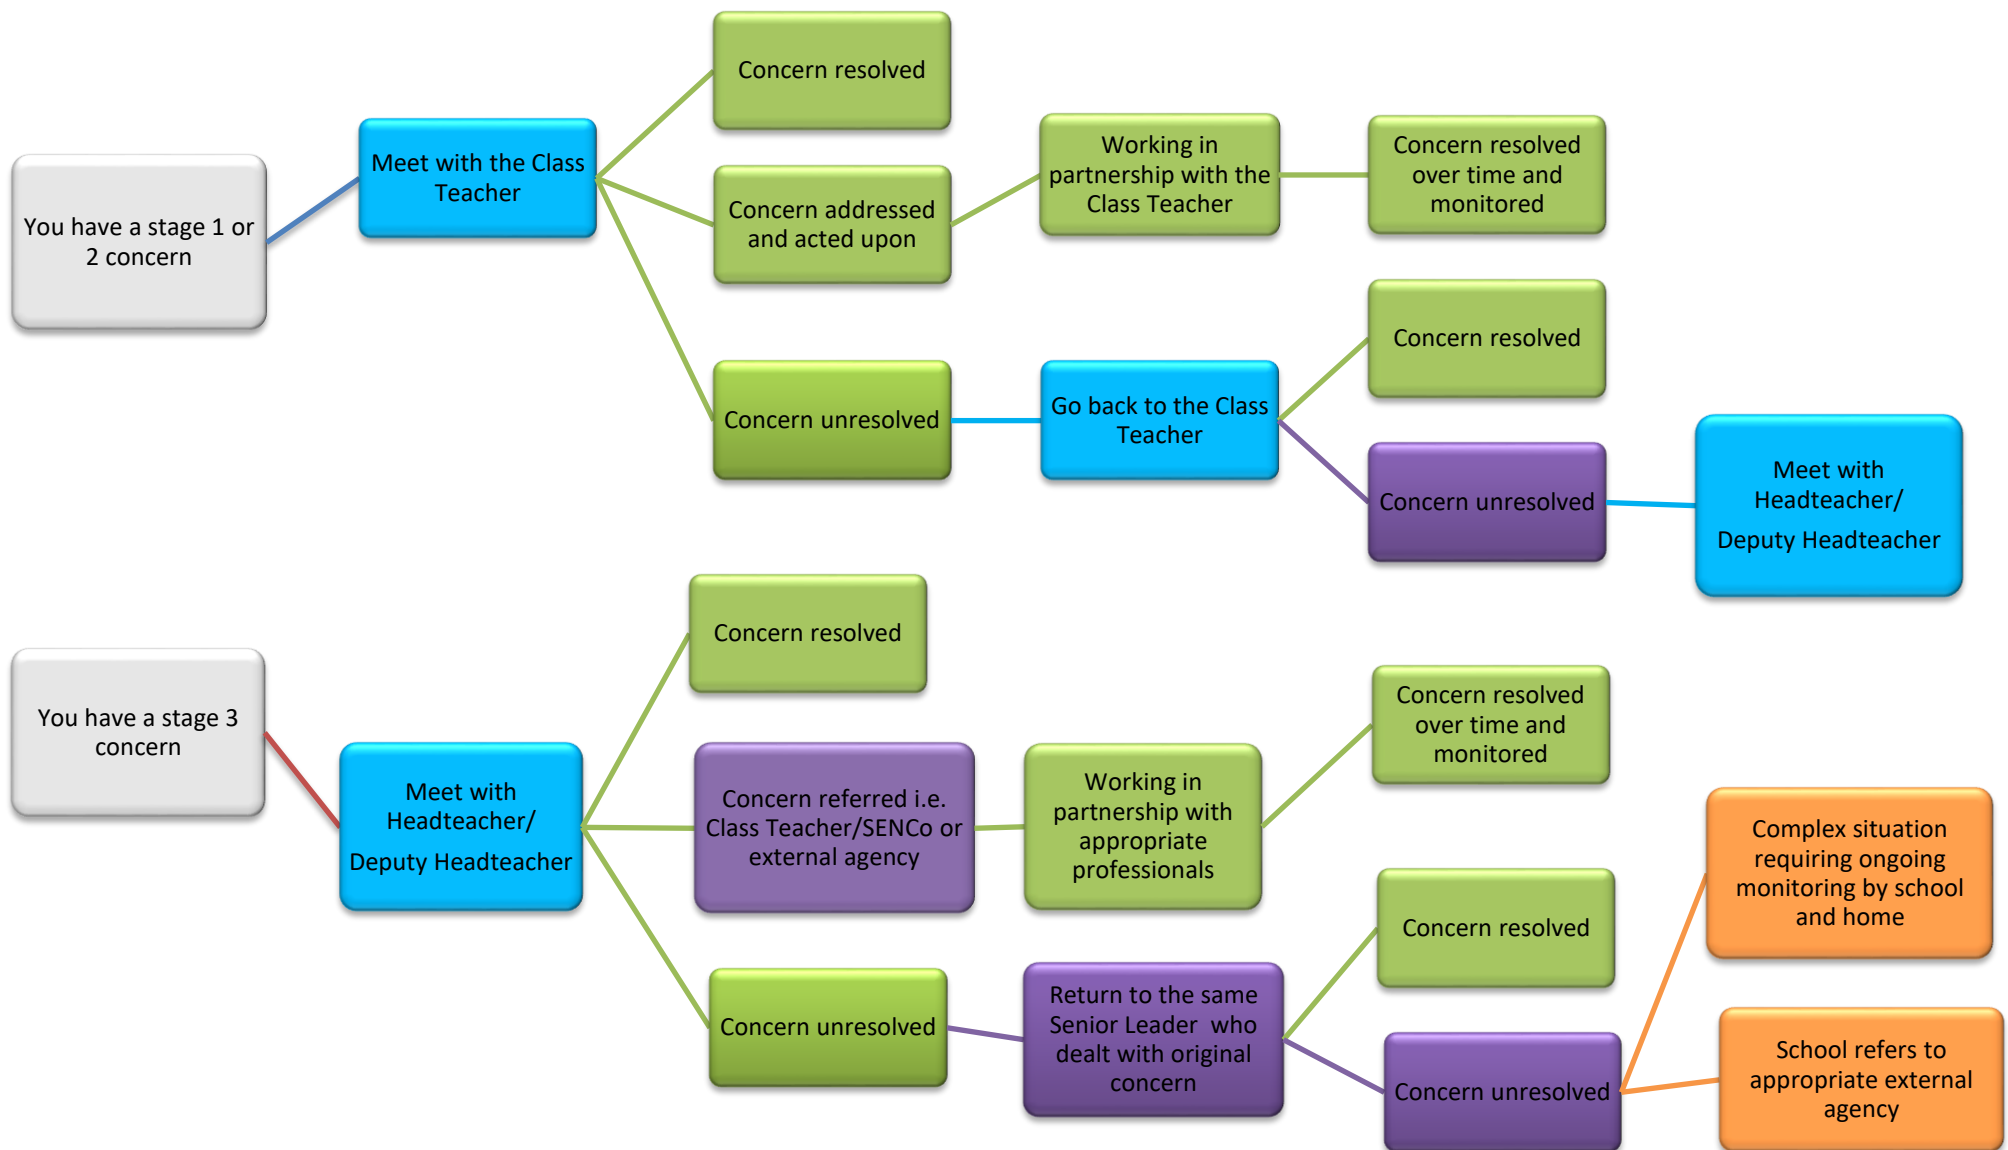 You have a stage 1 or
2 concern
Meet with the Class
Teacher
Concern resolved
Concern addressed
and acted upon
Working in
partnership with the
Class Teacher
Concern resolved
over time and
monitored
Concern unresolved
Go back to the Class
Teacher
Concern resolved
Concern unresolved
Meet with
Headteacher/
Deputy Headteacher
You have a stage 3
concern
Meet with
Headteacher/
Deputy Headteacher
Concern resolved
Concern referred i.e.
Class Teacher/SENCo or
external agency
Working in
partnership with
appropriate
professionals
Concern resolved
over time and
monitored
Concern unresolved
Return to the same
Senior Leader who
dealt with original
concern
Concern resolved
Concern unresolved
Complex situation
requiring ongoing
monitoring by school
and home
School refers to
appropriate external
agency